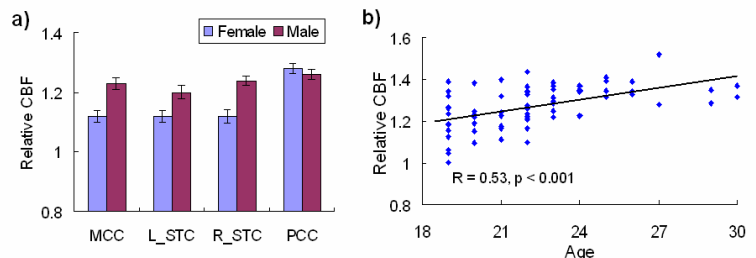 a)
Female Male
Relative CBF
1.4
1.2
1
0.8
MCC L_STC R_STC PCC
b)
Relative CBF
1.6
1.4
1.2
1.0
0.8
R = 0.53, p < 0.001
18 21 24 27 30
Age